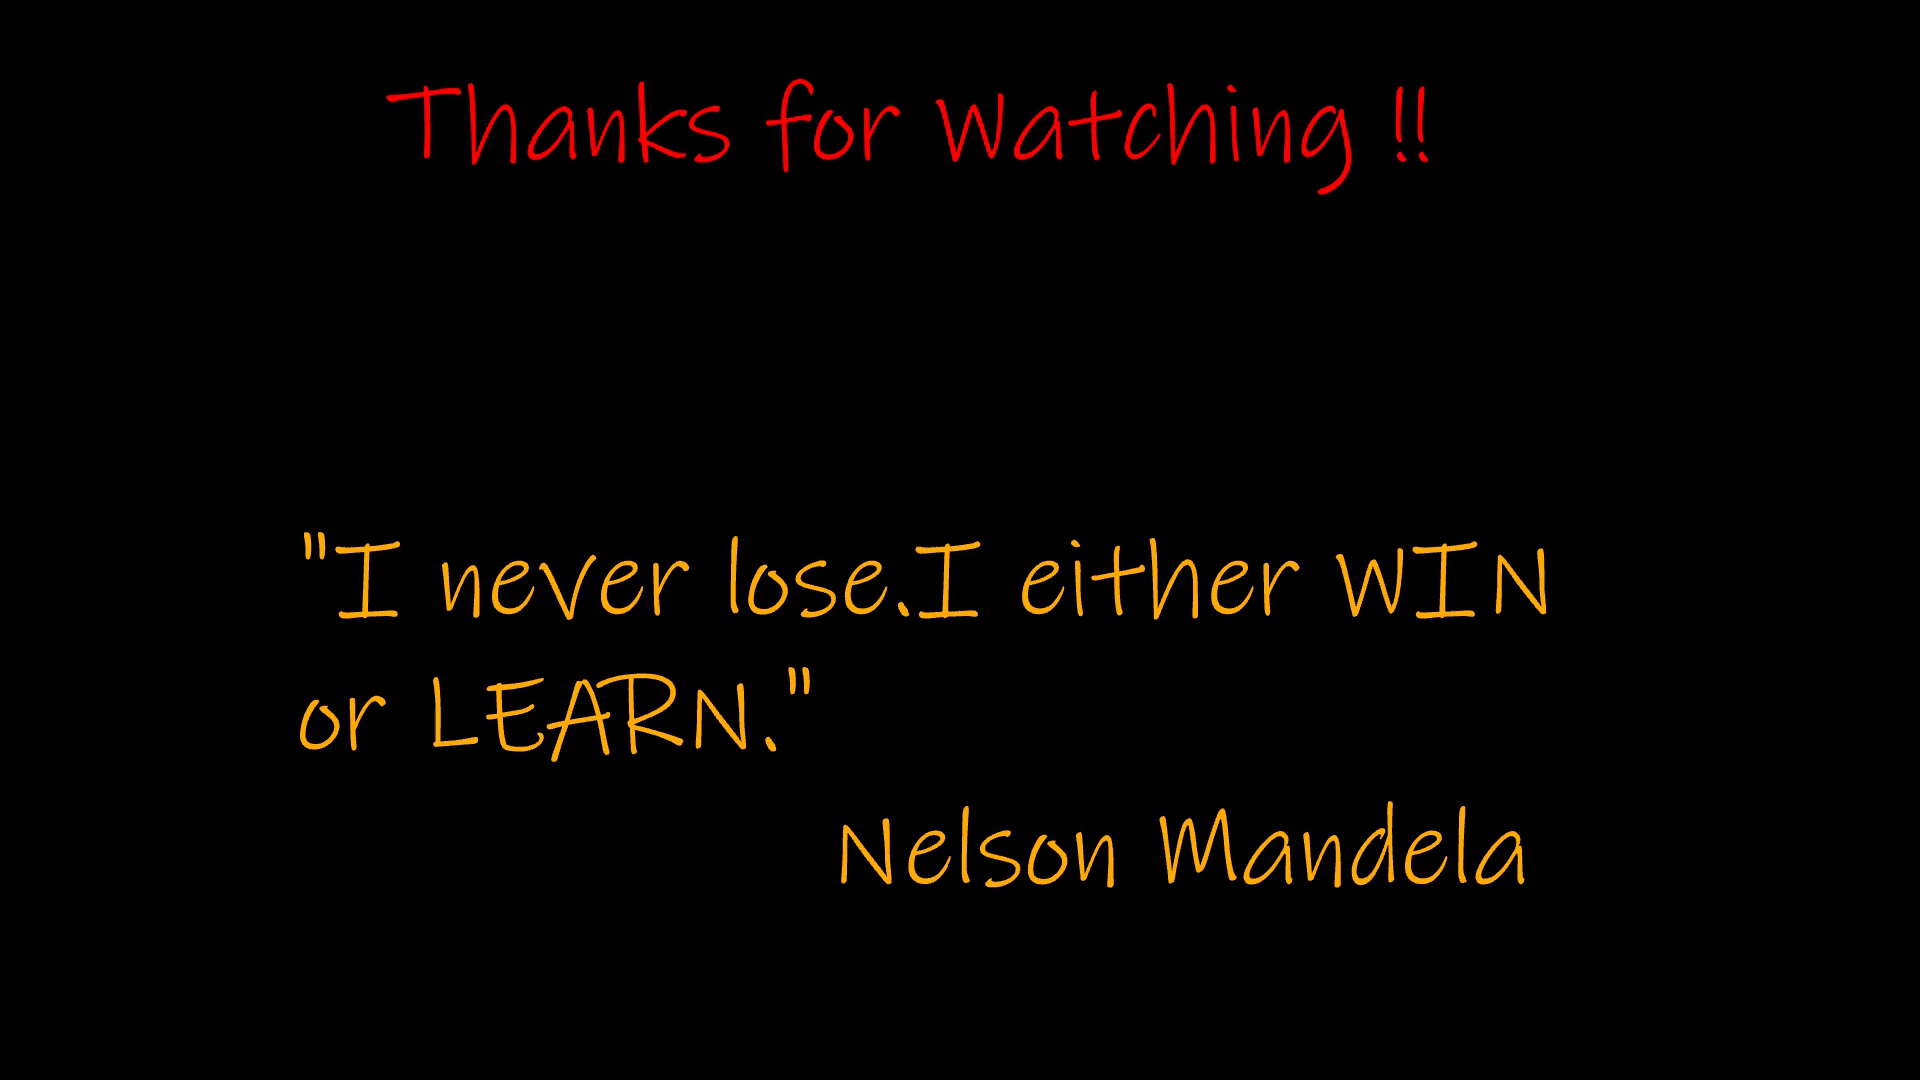 Thanks for Watching !!
"I never lose.I either WIN
or LEARN."
Nelson Mandela